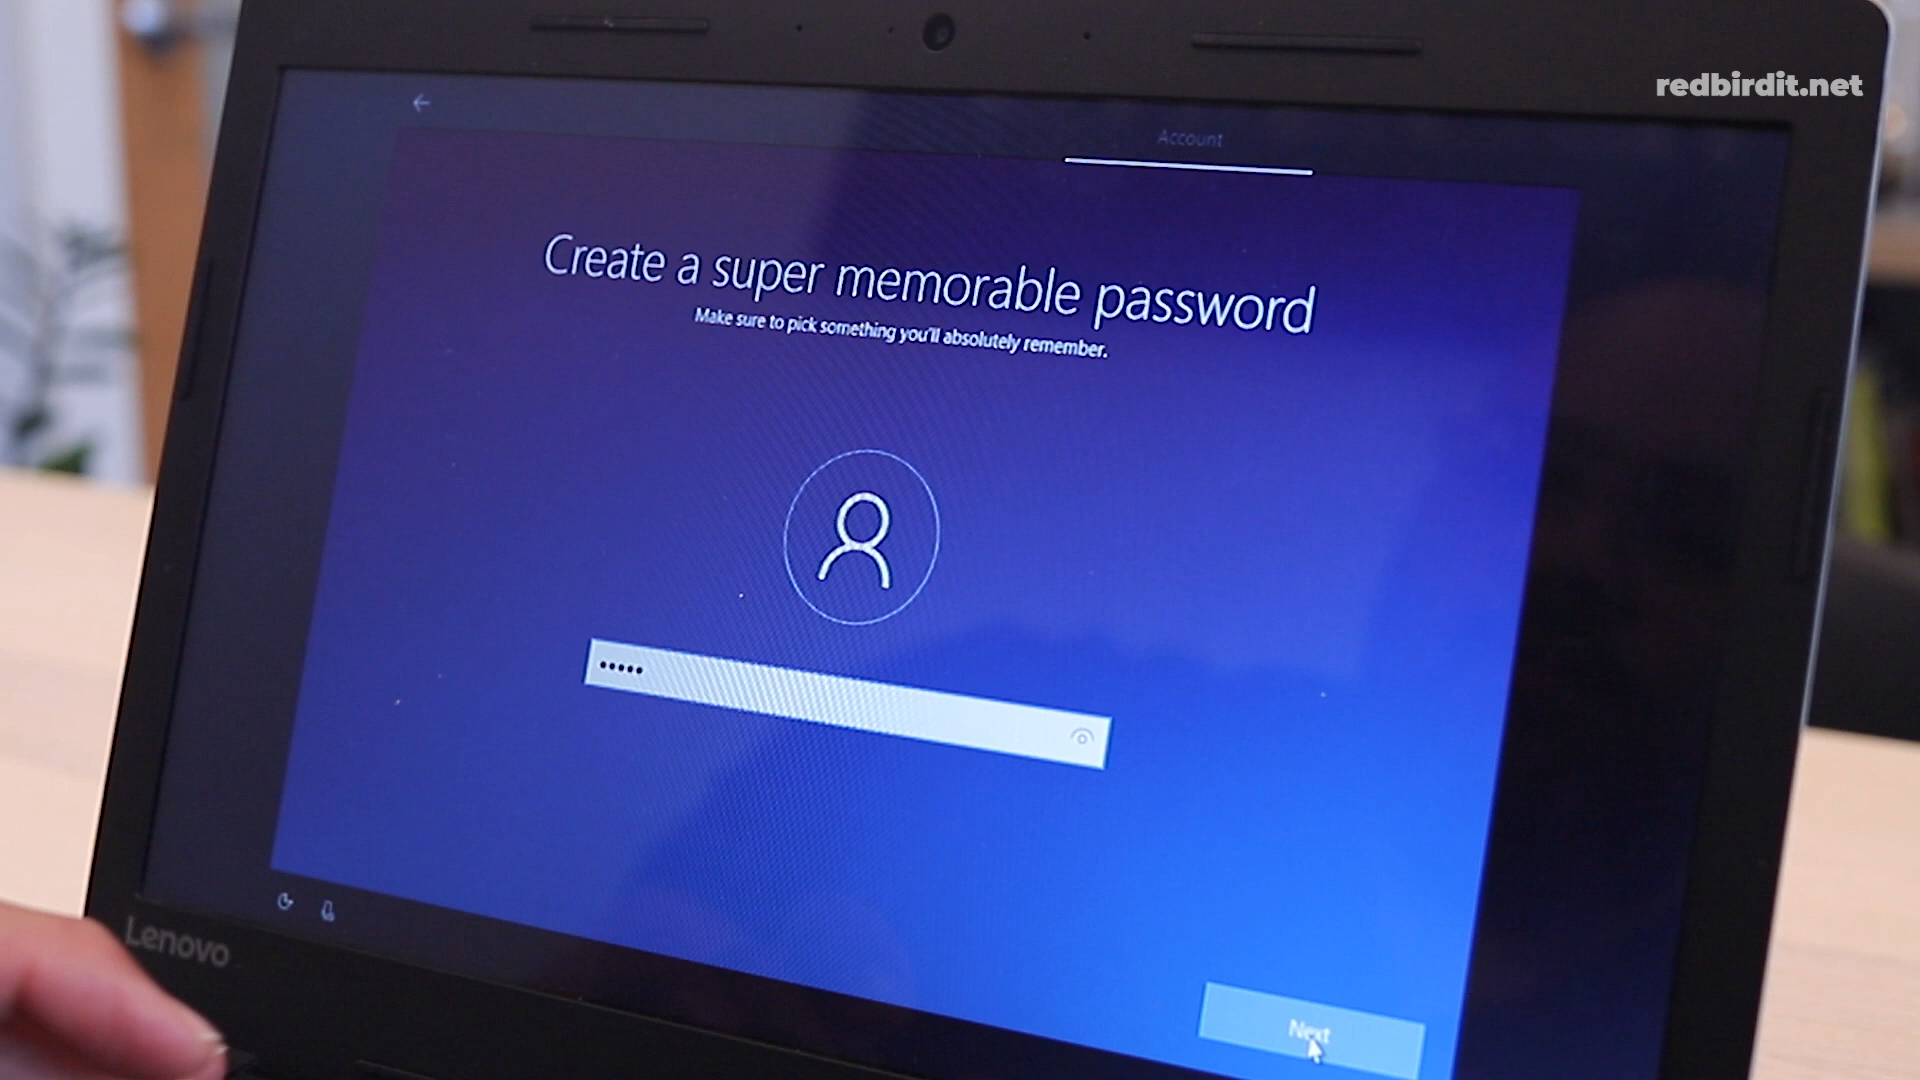 redbirdit.net
Account
Create a super memorable password
Make sure to pick something you'll absolutely remember.
Next
Lenovo